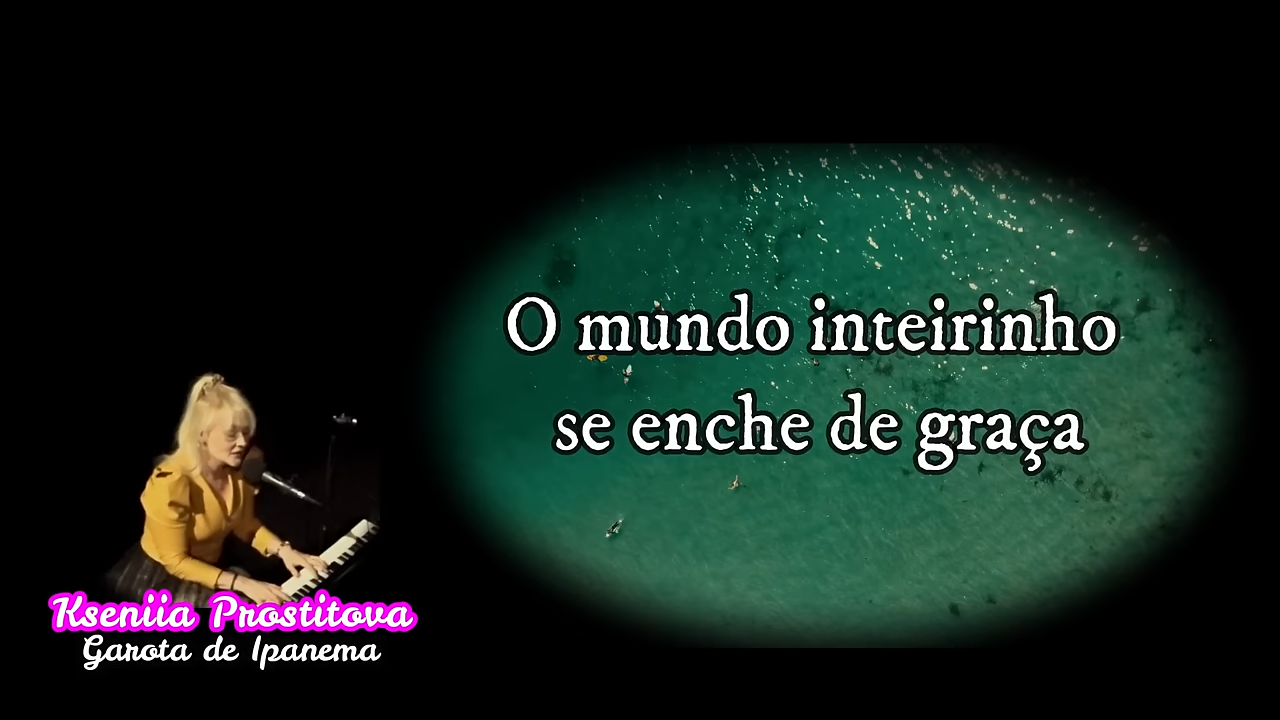 O mundo inteirinho
se enche de graça
Kseniia Prostitova
Garota de Ipanema